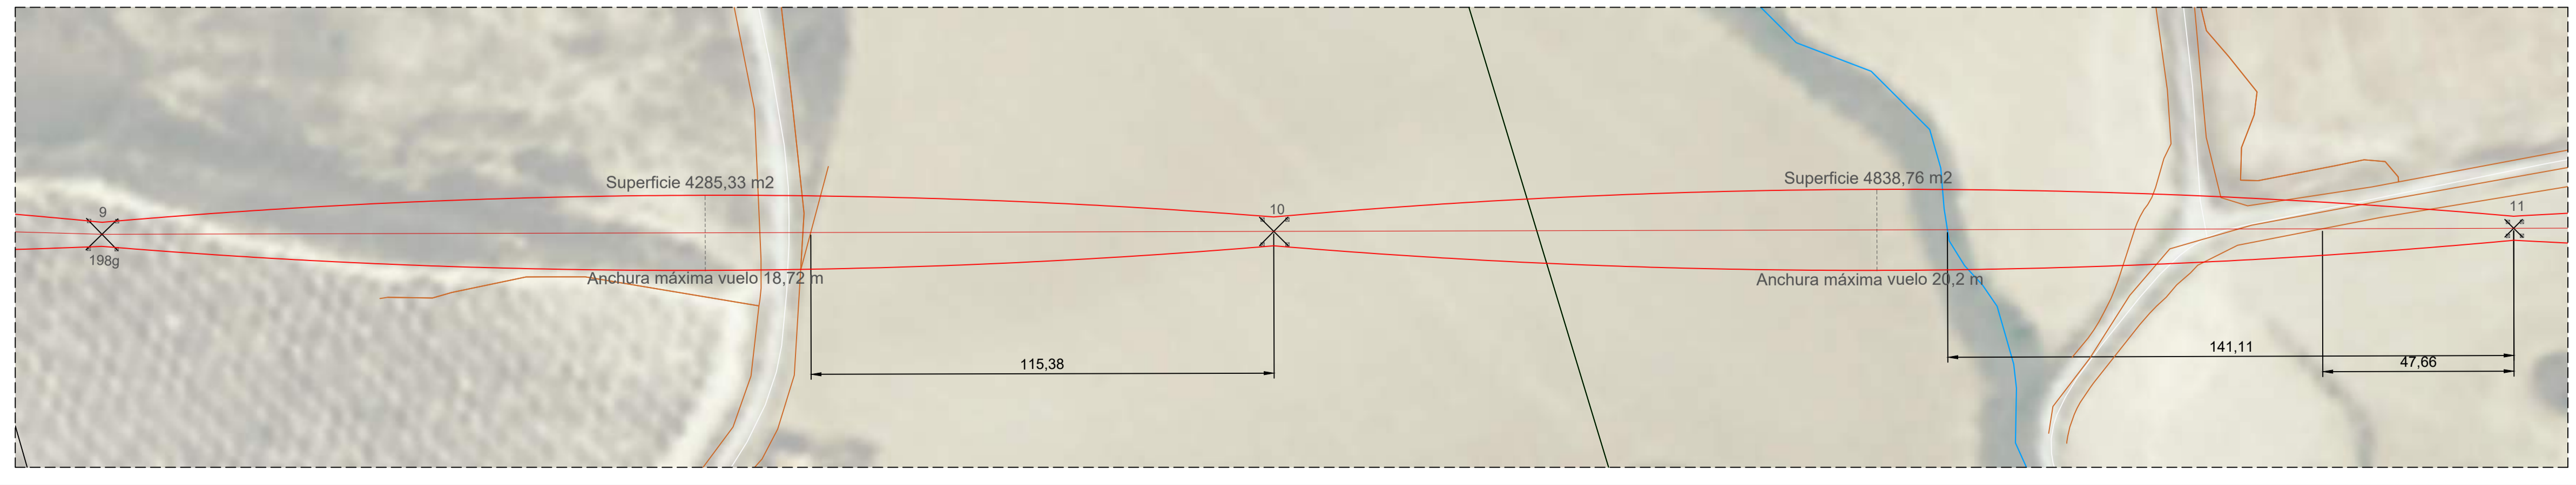 Superficie 4285,33 m2
Superficie 4838,76 m2
9
10
11
198g
Anchura máxima vuelo 18,72 m
Anchura máxima vuelo 20,2 m
115,38
141,11
47,66